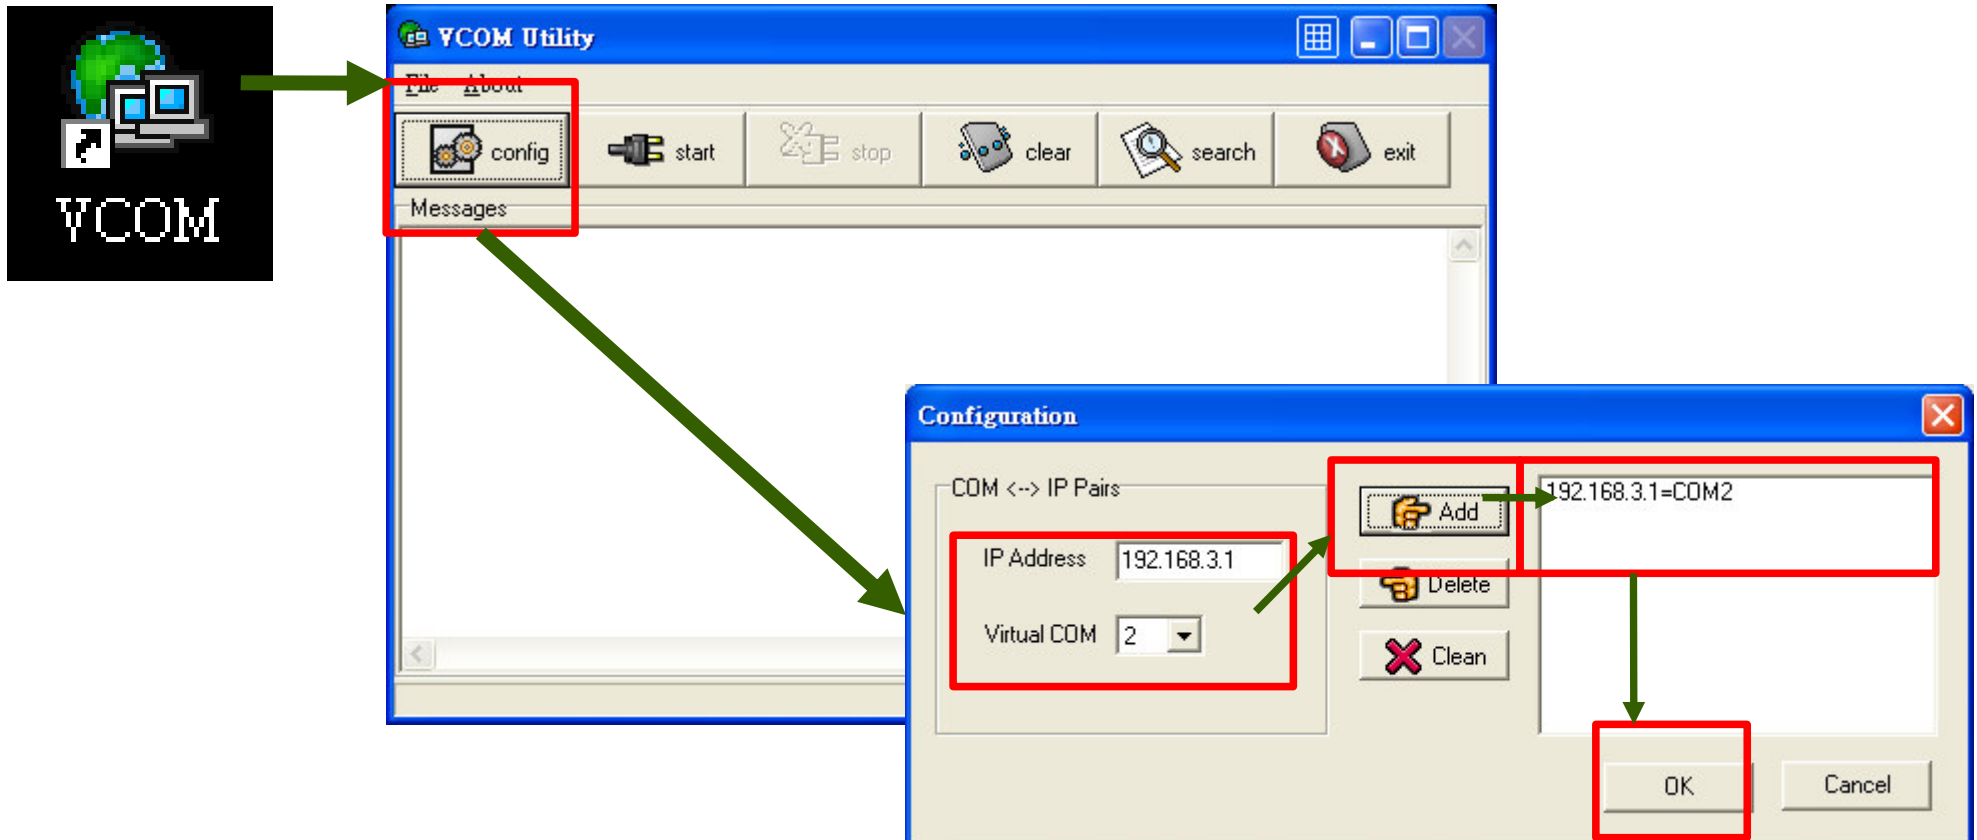 VCOM
VCOM Utility
File About
config start stop clear search exit
Messages
Configuration
COM <--> IP Pairs
IP Address 192.168.3.1
Virtual COM 2
Add
Delete
Clean
192.168.3.1=COM2
OK Cancel